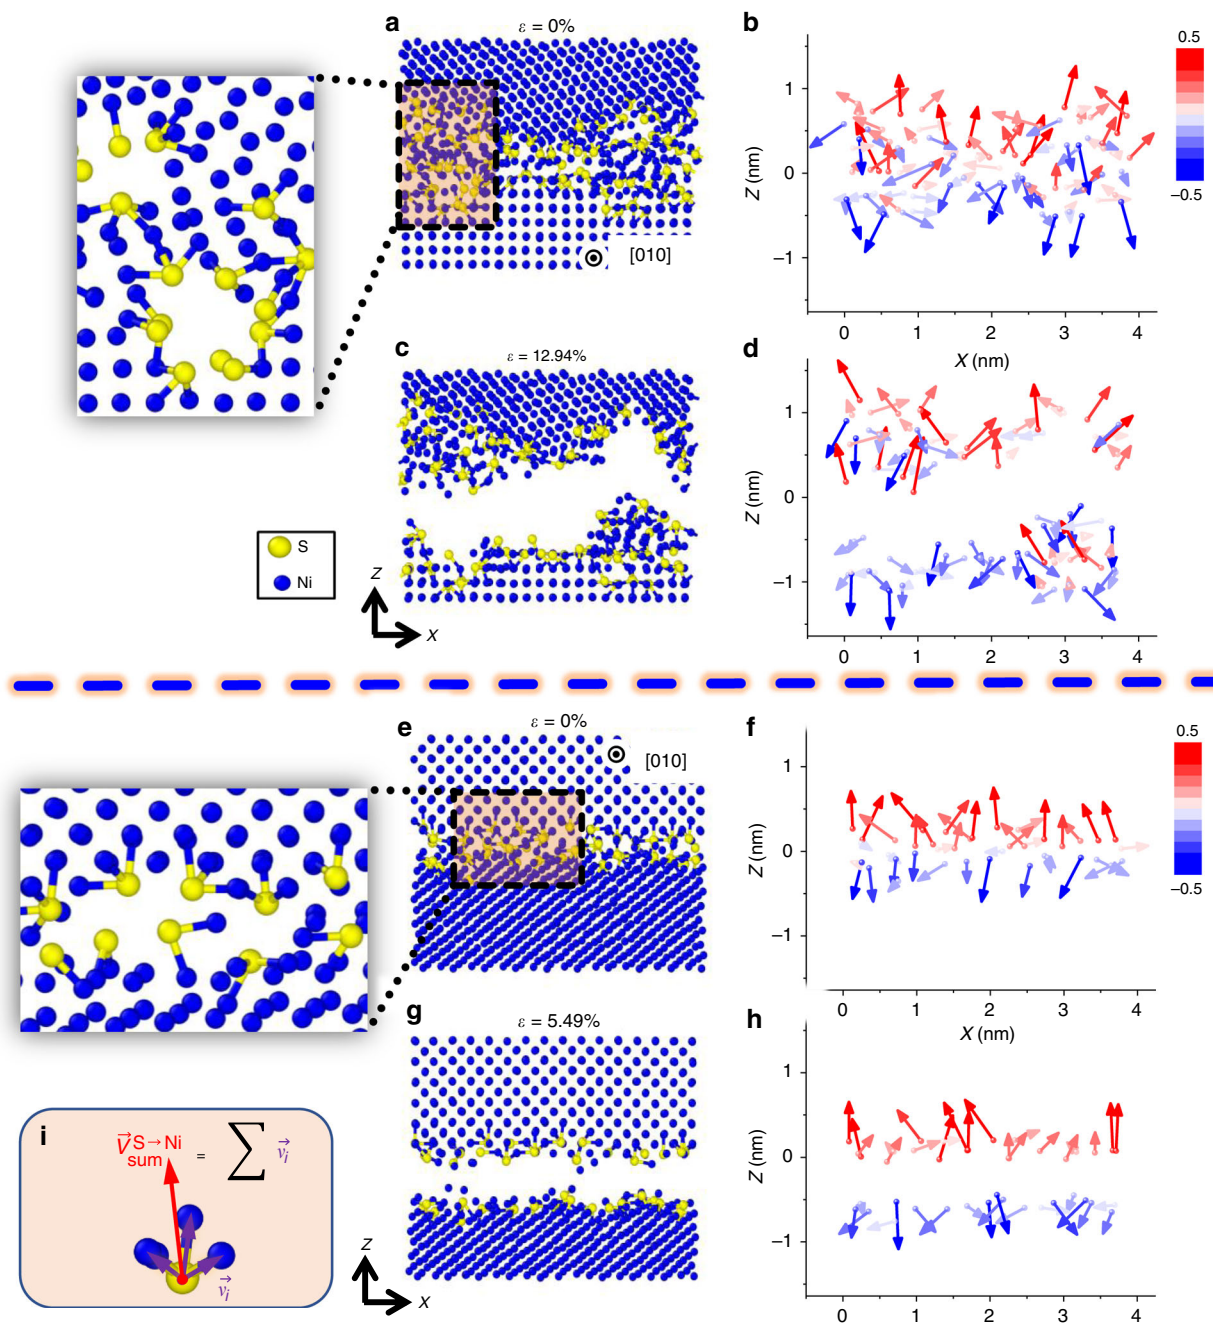 a
ε = 0%
[010]
b
0.5
−0.5
Z (nm)
1
0
−1
0 1 2 3 4
X (nm)
c
ε = 12.94%
S
Ni
Z
X
d
Z (nm)
1
0
−1
0 1 2 3 4
e
ε = 0%
[010]
f
0.5
−0.5
Z (nm)
1
0
−1
0 1 2 3 4
X (nm)
g
ε = 5.49%
Z
X
h
Z (nm)
1
0
−1
0 1 2 3 4
i
V⃗ S→Ni sum = ∑ v⃗i
v⃗i